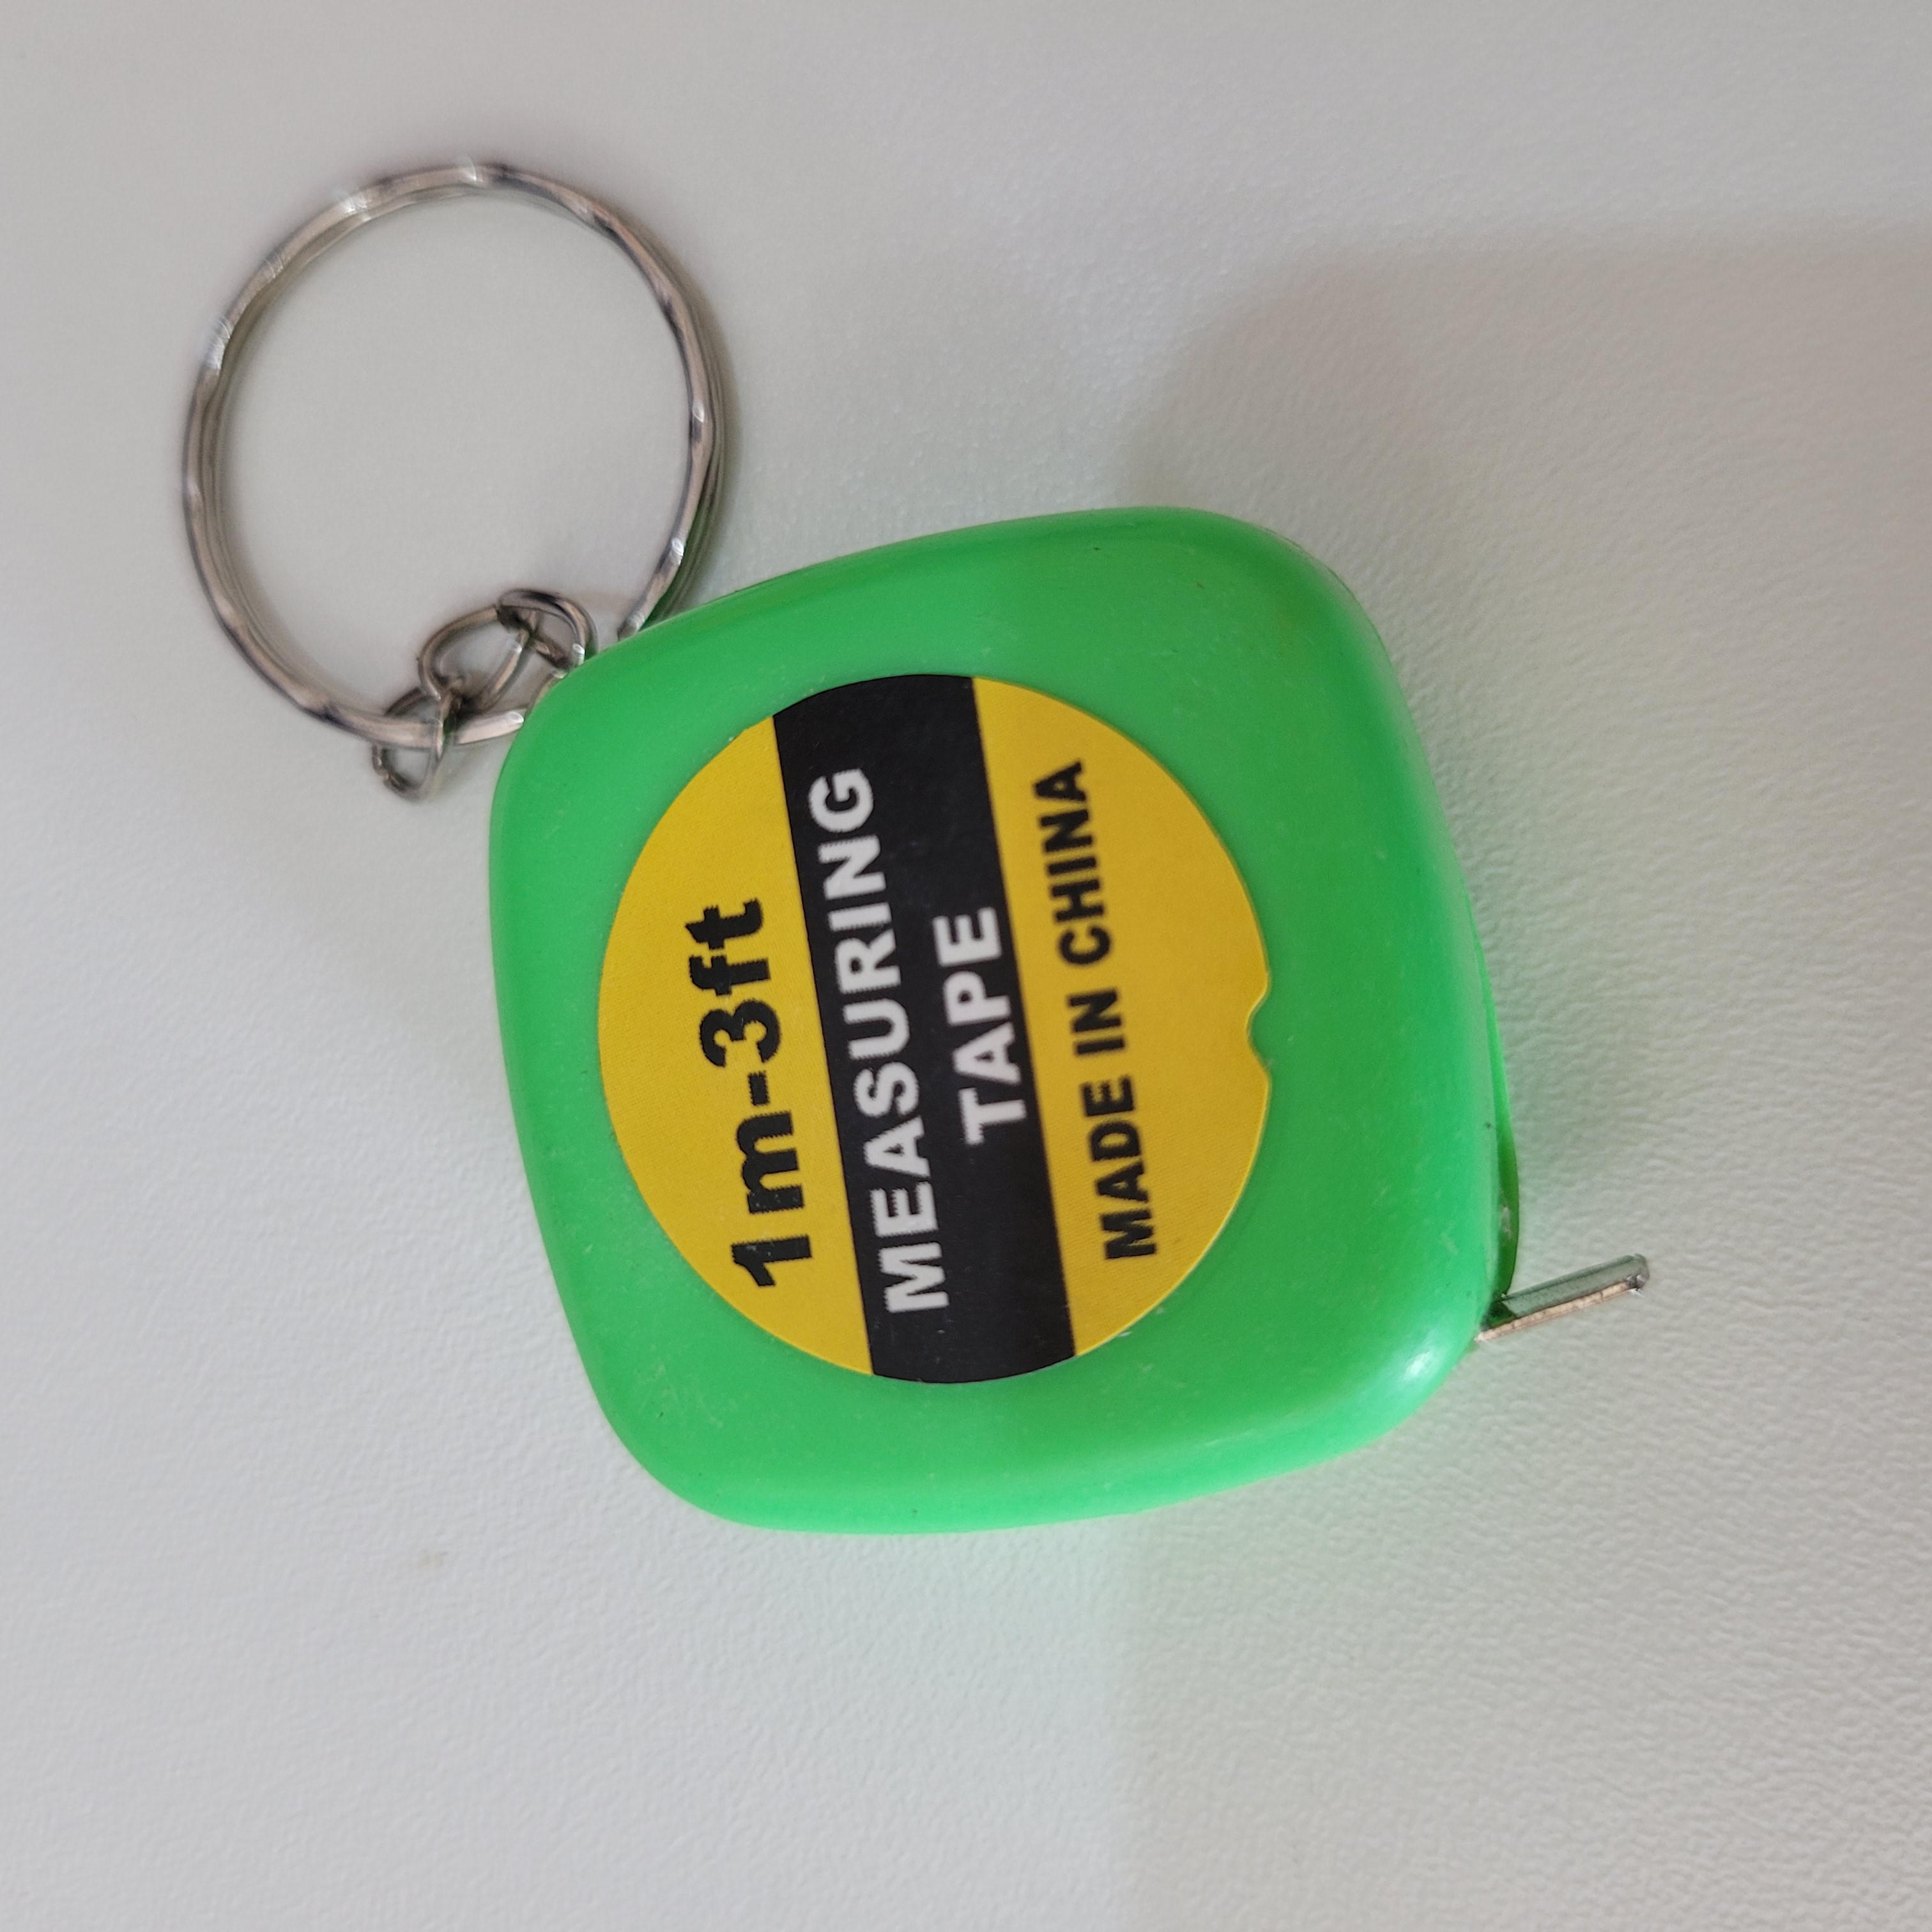 1m-3ft
MEASURING
TAPE
MADE IN CHINA